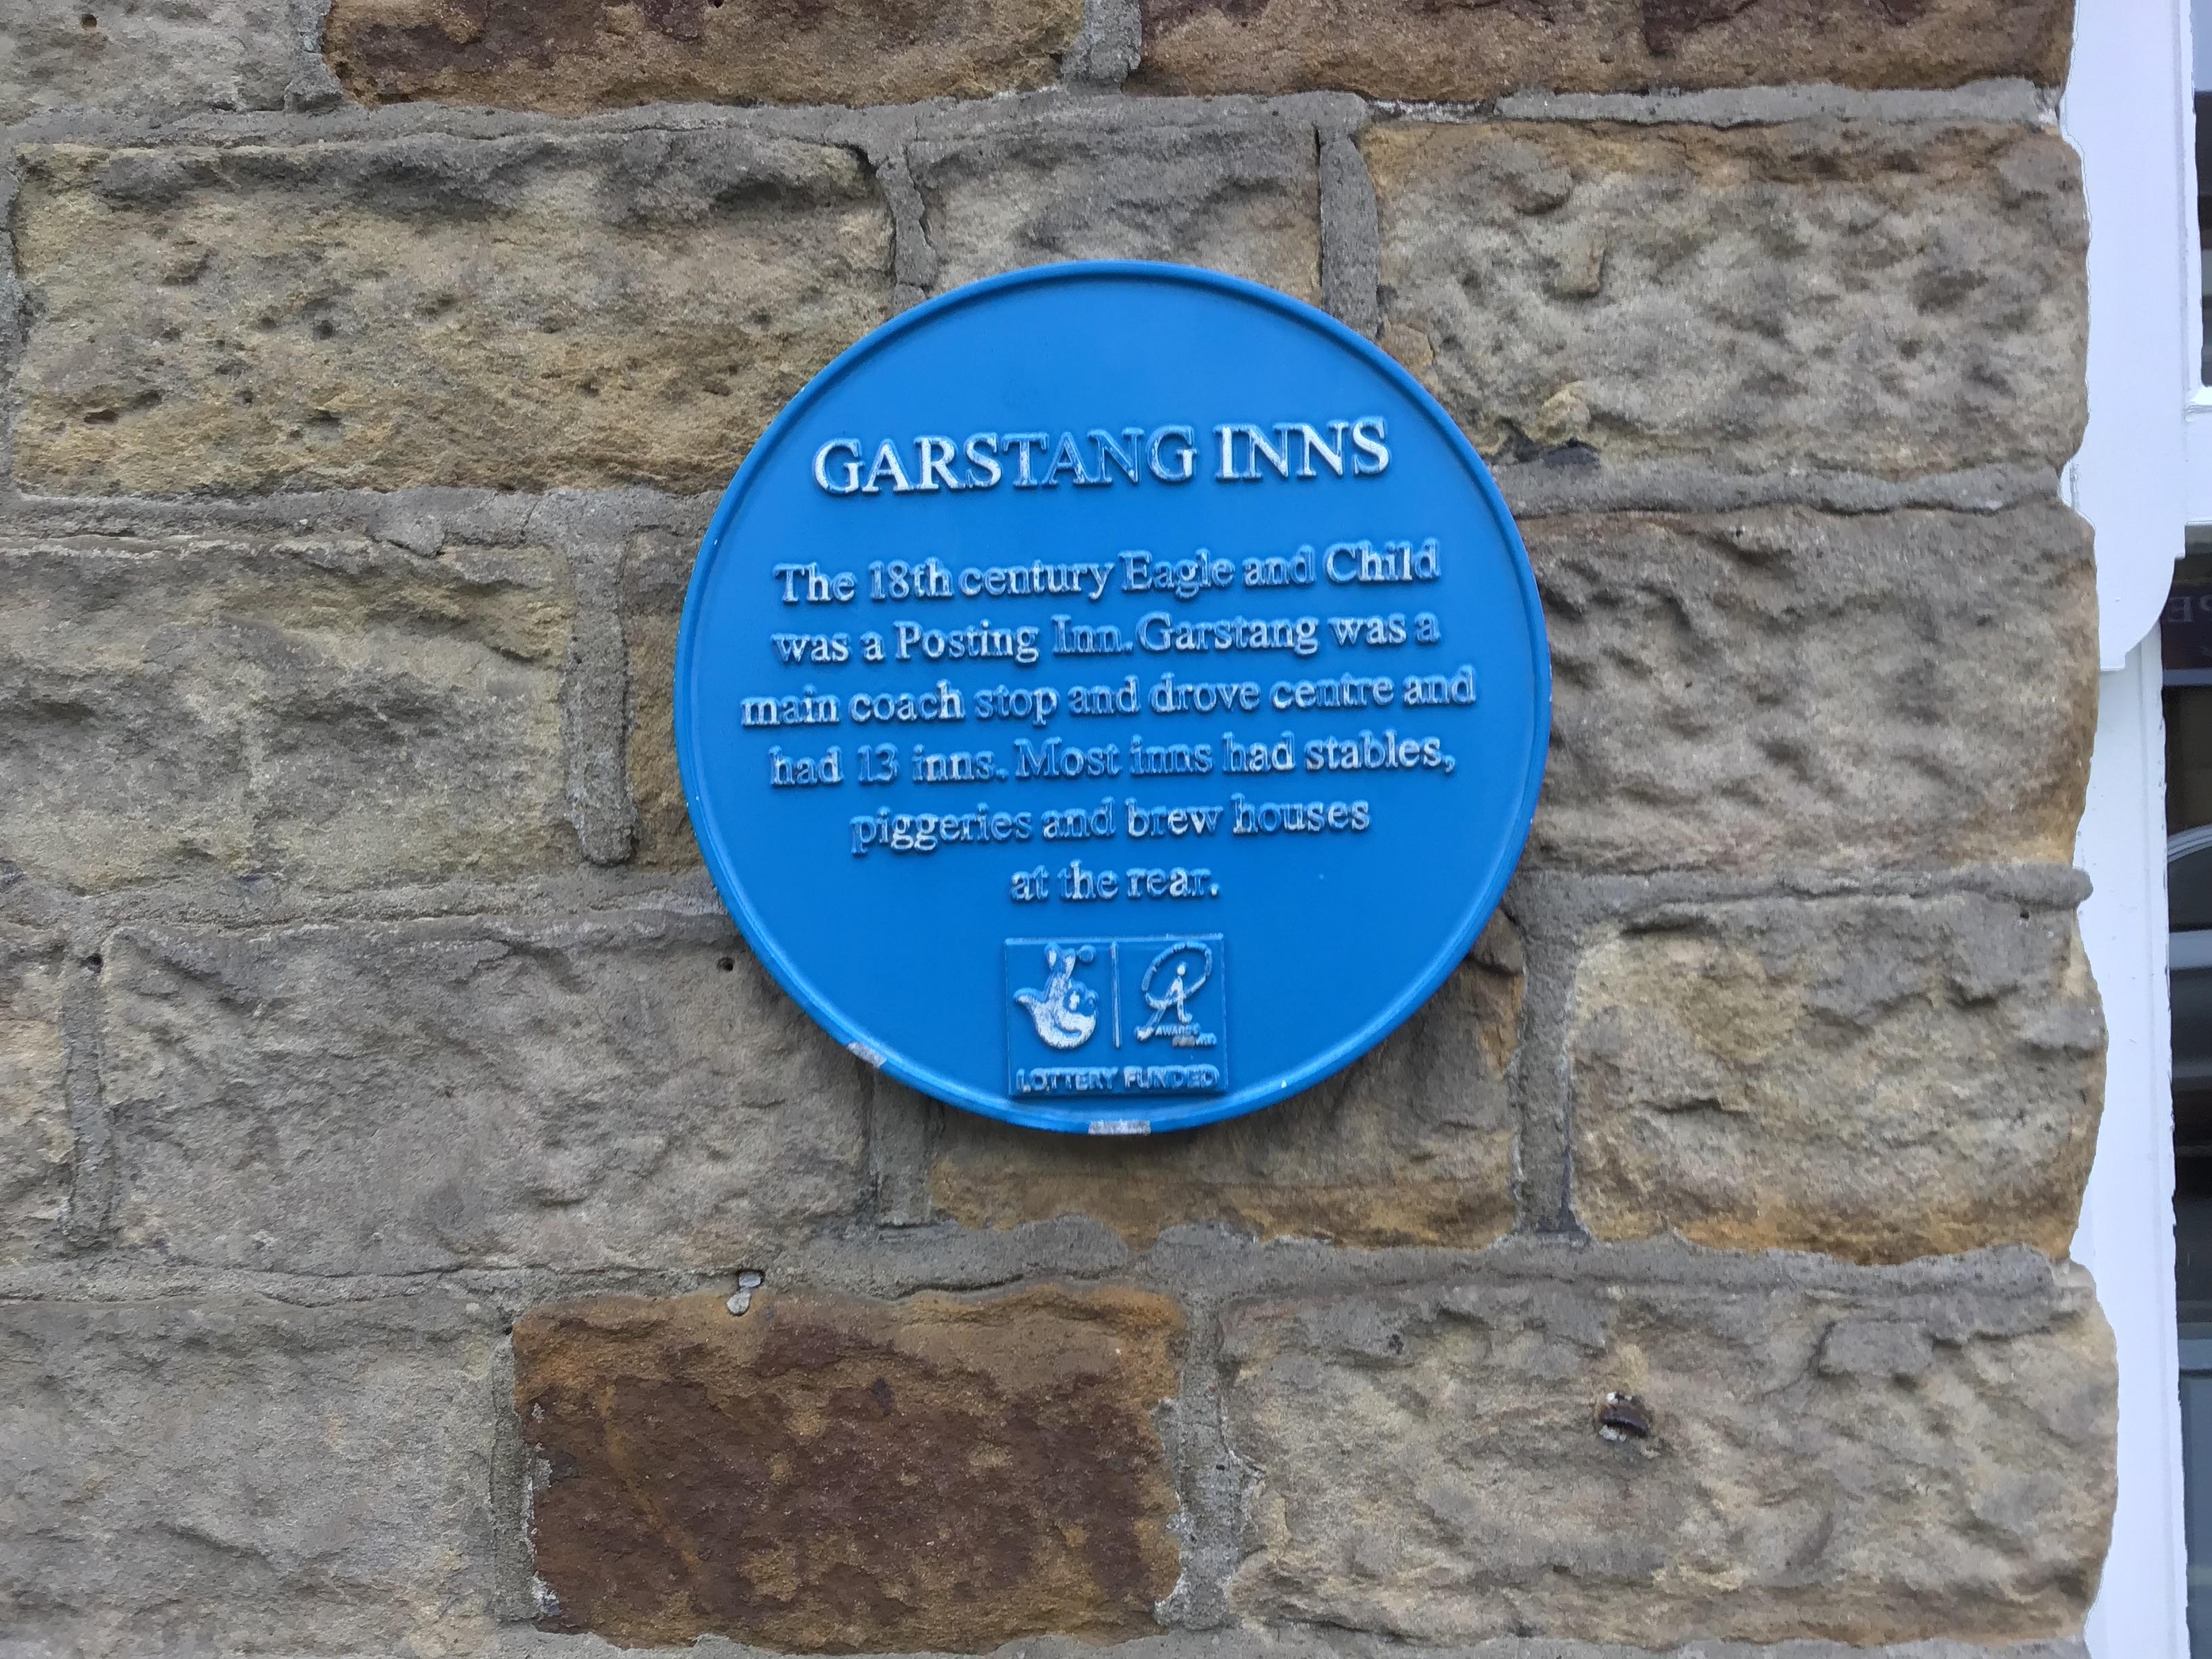 GARSTANG INNS
The 18th century Eagle and Child
was a Posting Inn. Garstang was a
main coach stop and drove centre and
had 13 inns. Most inns had stables,
piggeries and brew houses
at the rear.
AWARDS
LOTTERY FUNDED